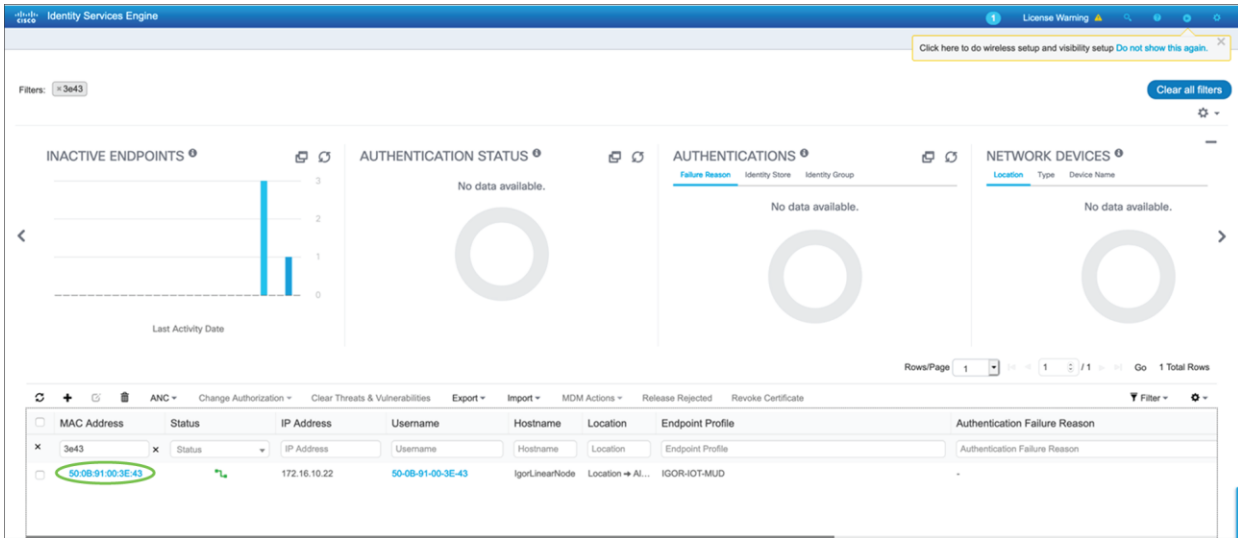 cisco Identity Services Engine
1 License Warning
Click here to do wireless setup and visibility setup Do not show this again.
Filters: × 3e43
Clear all filters
INACTIVE ENDPOINTS
3
2
1
0
Last Activity Date
AUTHENTICATION STATUS
No data available.
AUTHENTICATIONS
Failure Reason Identity Store Identity Group
No data available.
NETWORK DEVICES
Location Type Device Name
No data available.
Rows/Page 1 1 / 1 Go 1 Total Rows
ANC Change Authorization Clear Threats & Vulnerabilities Export Import MDM Actions Release Rejected Revoke Certificate Filter
MAC Address Status IP Address Username Hostname Location Endpoint Profile Authentication Failure Reason
× 3e43 × Status IP Address Username Hostname Location Endpoint Profile Authentication Failure Reason
50:0B:91:00:3E:43 172.16.10.22 50-0B-91-00-3E-43 IgorLinearNode Location ➔ Al... IGOR-IOT-MUD -